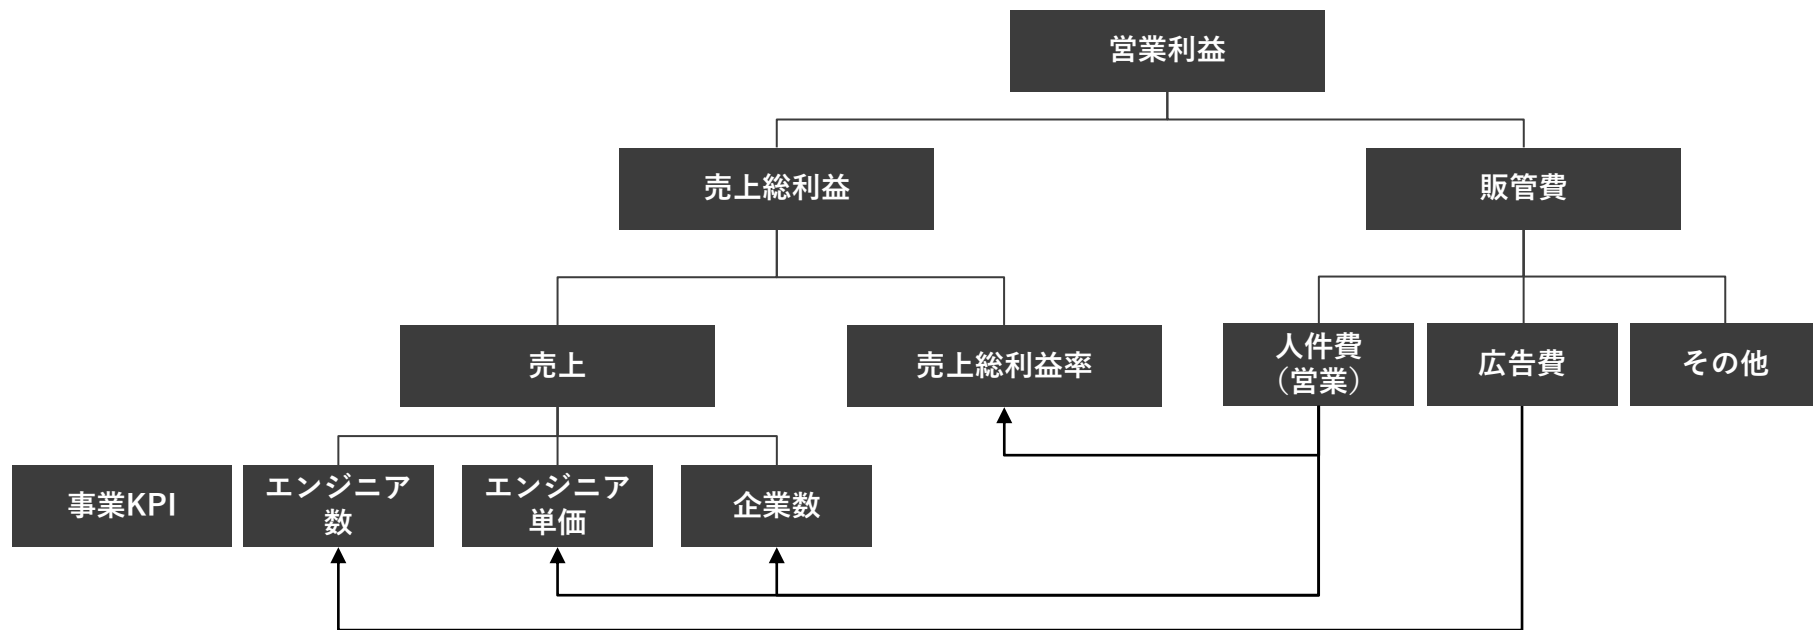 営業利益
売上総利益
販管費
売上
売上総利益率
人件費
（営業）
広告費
その他
事業KPI
エンジニア
数
エンジニア
単価
企業数